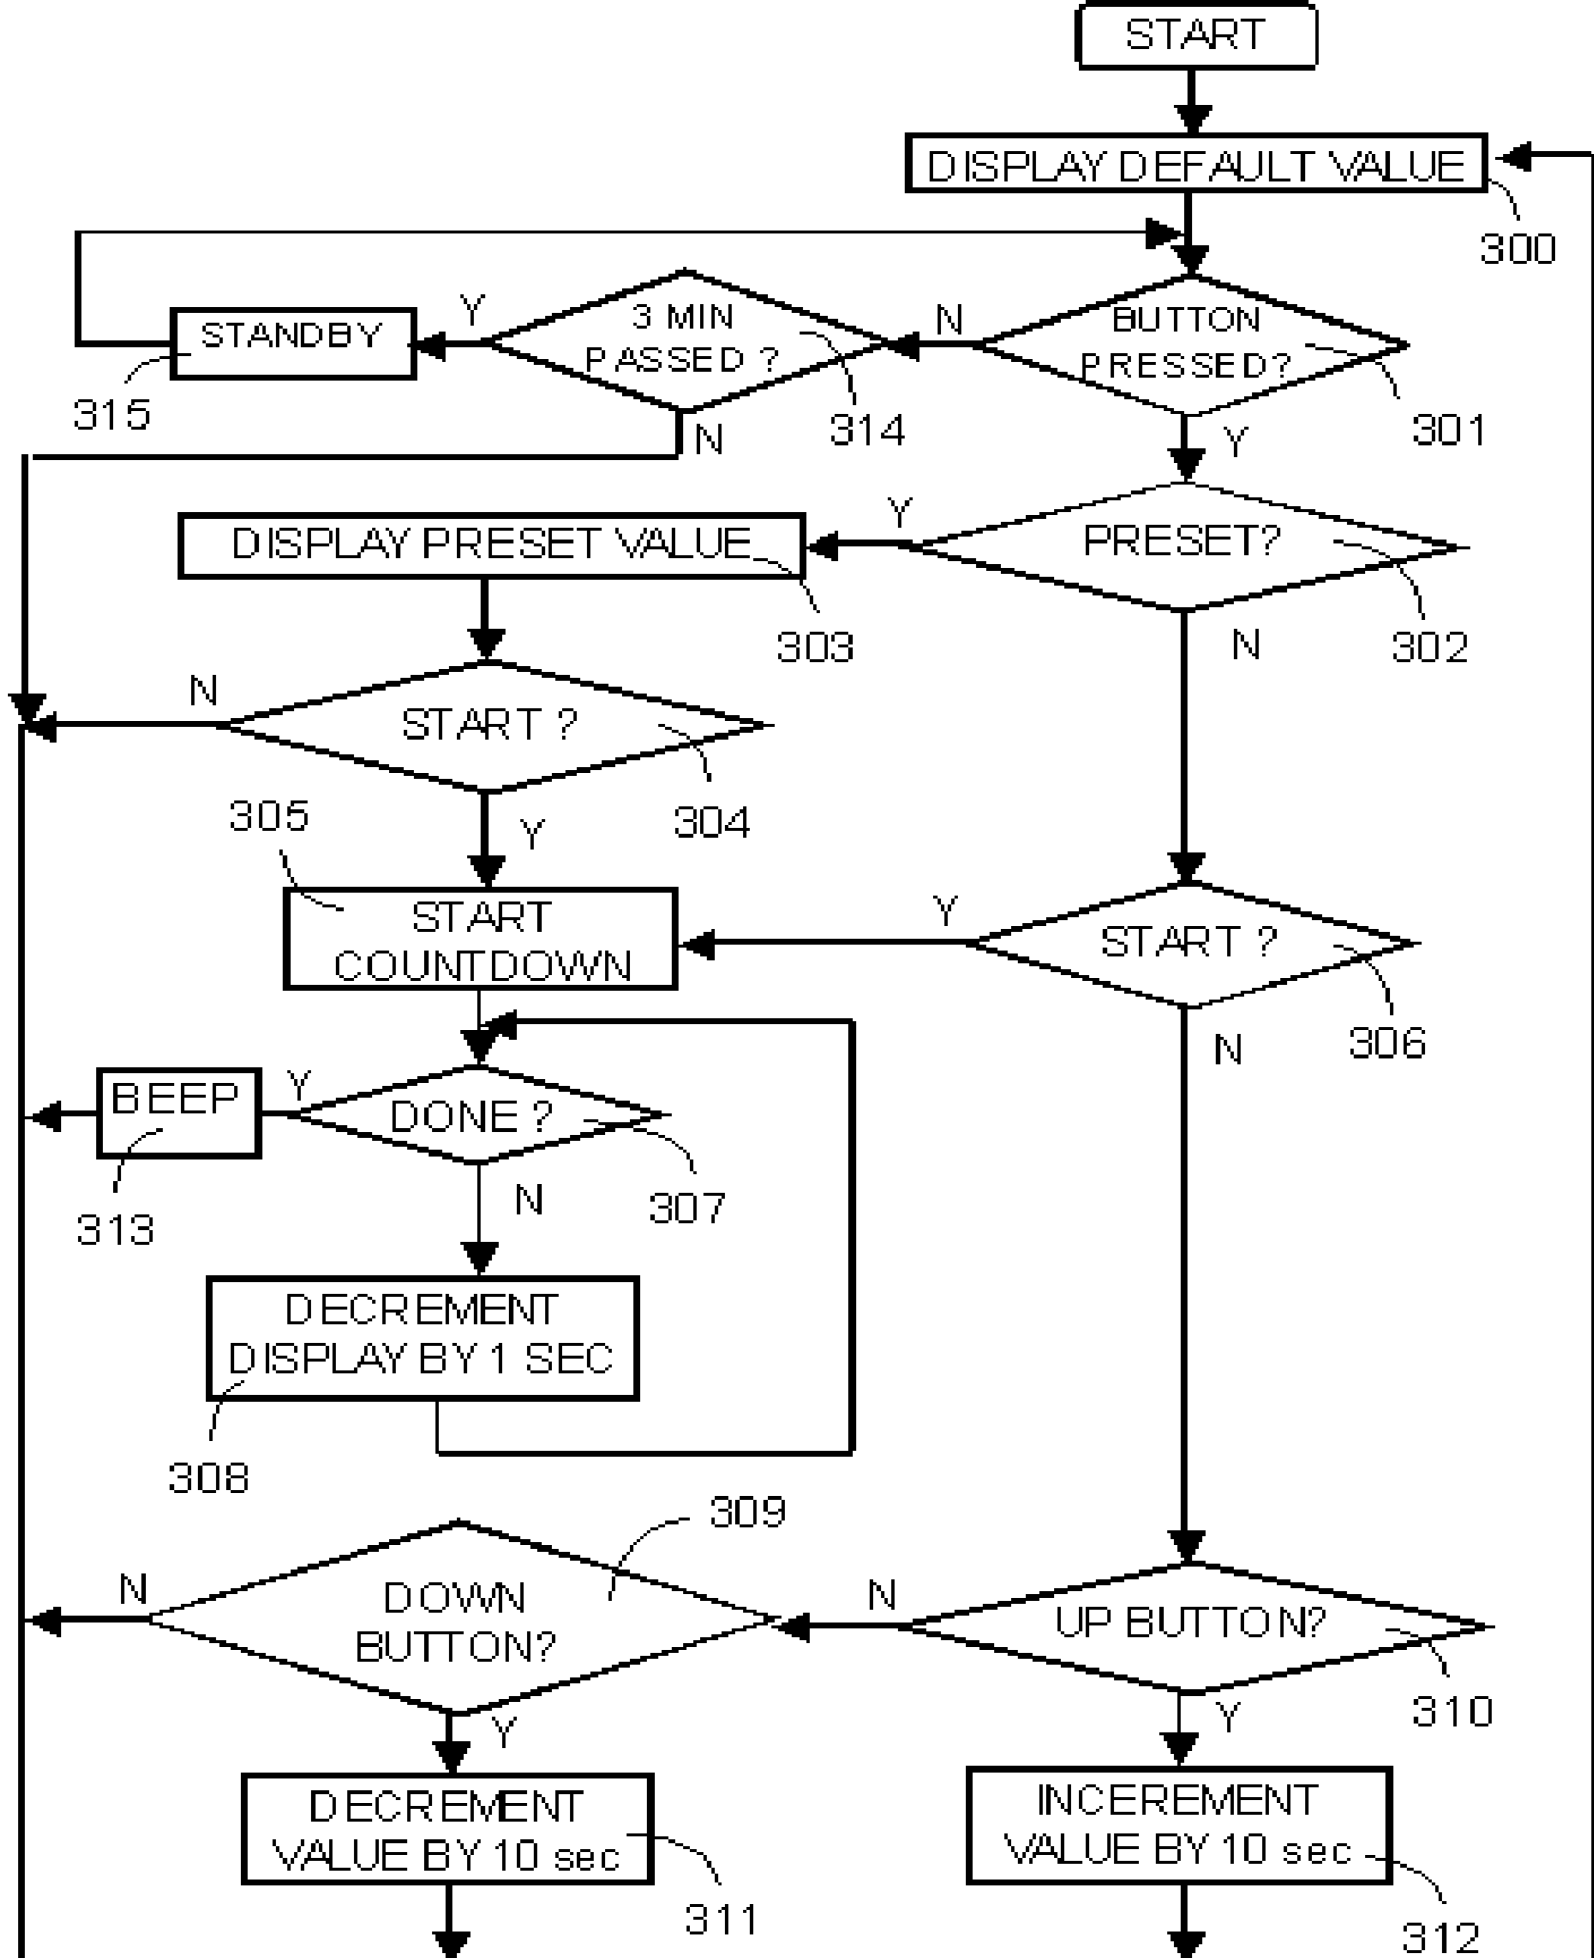 START
DISPLAY DEFAULT VALUE
300
STANDBY
315
Y
3 MIN
PASSED ?
314
N
N
BUTTON
PRESSED?
301
Y
DISPLAY PRESET VALUE
303
Y
PRESET?
302
N
N
START ?
304
Y
305
START
COUNTDOWN
Y
START ?
306
N
BEEP
313
Y
DONE ?
307
N
DECREMENT
DISPLAY BY 1 SEC
308
309
N
DOWN
BUTTON?
Y
N
UP BUTTON?
310
Y
DECREMENT
VALUE BY 10 sec
311
INCEREMENT
VALUE BY 10 sec
312